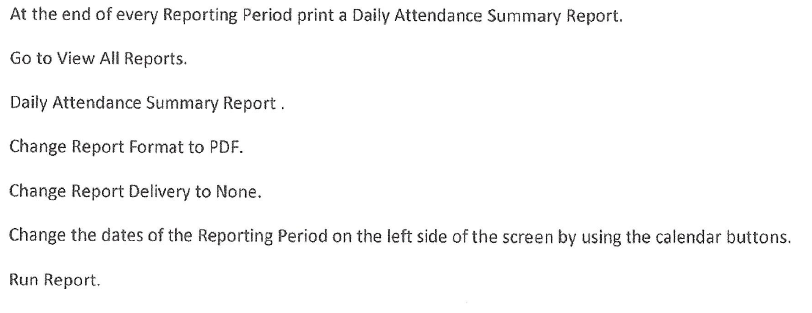 At the end of every Reporting Period print a Daily Attendance Summary Report.
Go to View All Reports.
Daily Attendance Summary Report .
Change Report Format to PDF.
Change Report Delivery to None.
Change the dates of the Reporting Period on the left side of the screen by using the calendar buttons.
Run Report.